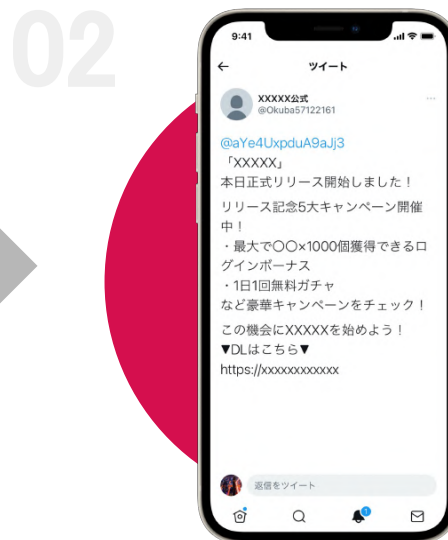 02
9:41
ツイート
XXXXX公式
@Okuba57122161
@aYe4UxpduA9aJj3
「XXXXX」
本日正式リリース開始しました！
リリース記念5大キャンペーン開催
中！
・最大で〇〇×1000個獲得できるロ
グインボーナス
・1日1回無料ガチャ
など豪華キャンペーンをチェック！
この機会にXXXXXを始めよう！
▼DLはこちら▼
https://xxxxxxxxxxxx
返信をツイート
1